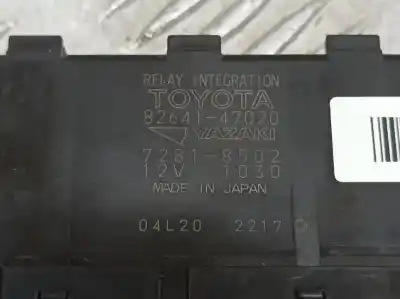 RELAY INTEGRATION
TOYOTA
82641-47020
YAZAKI
7281-8502
12V 1030
MADE IN JAPAN
04L20 2217